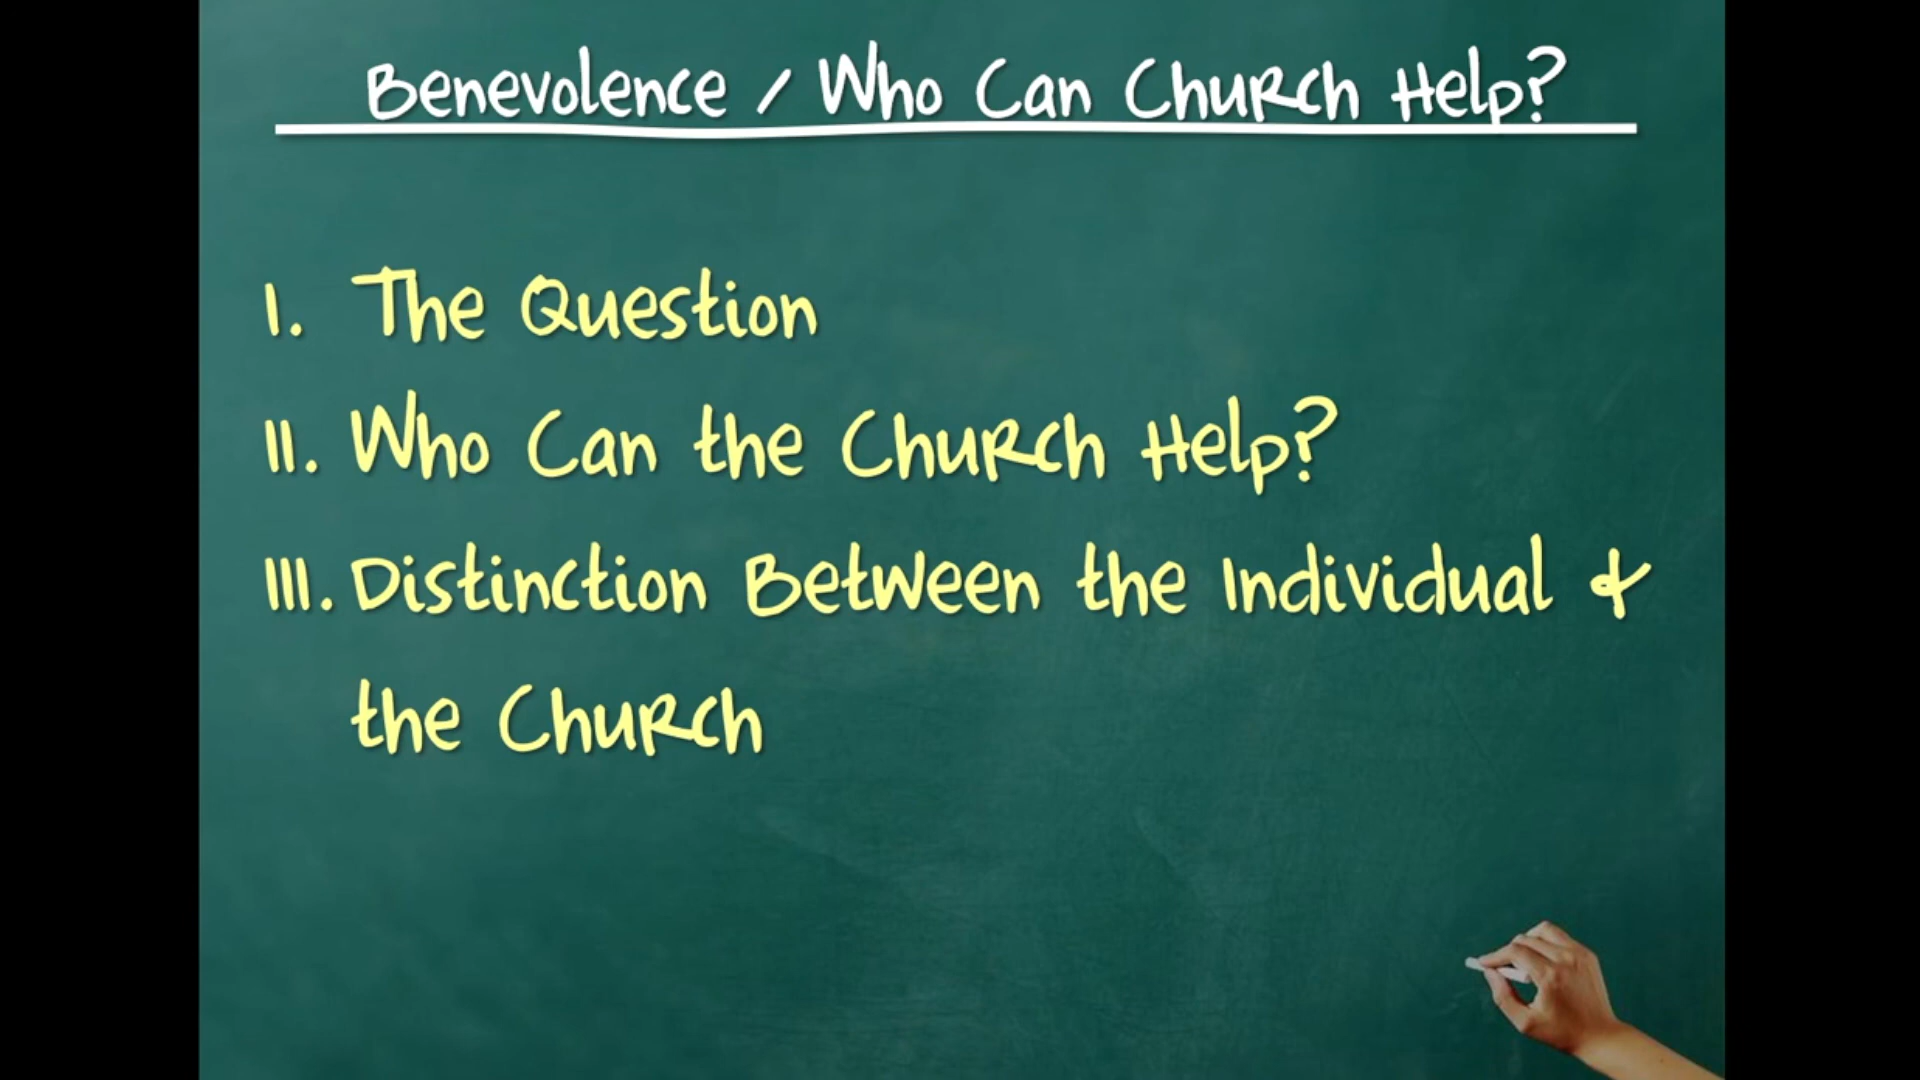 Benevolence / Who Can Church Help?
I. The Question
II. Who Can the Church Help?
III. Distinction Between the Individual &
the Church